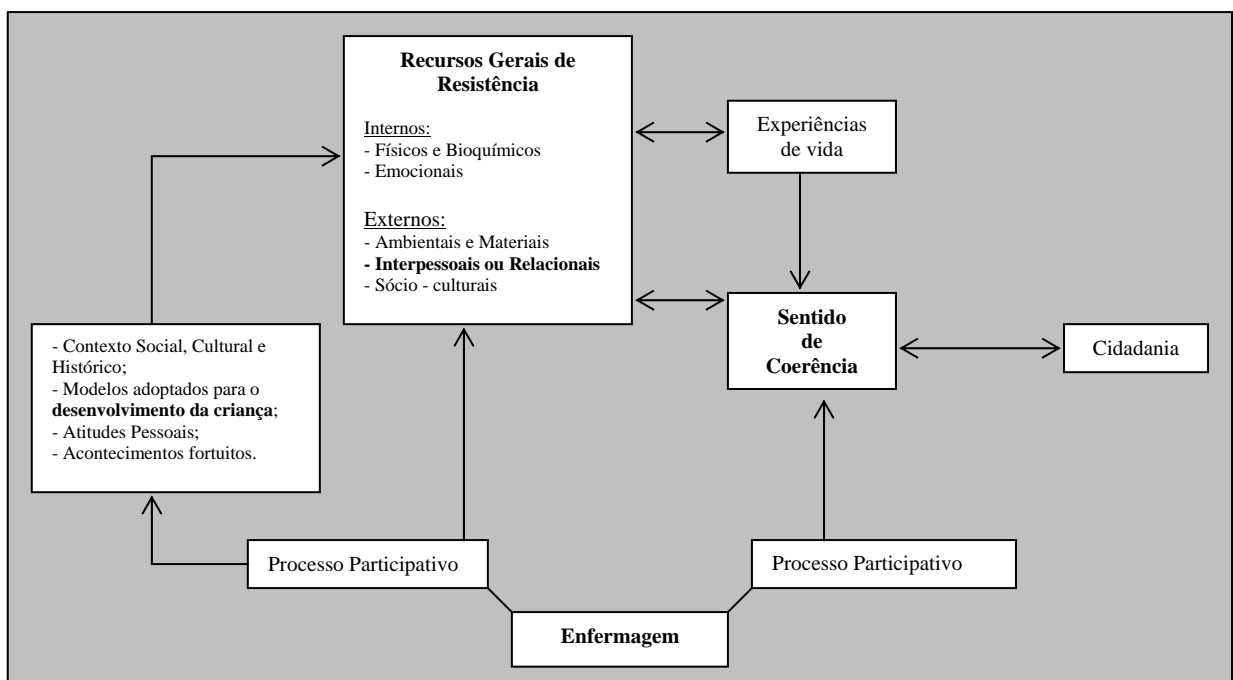 Recursos Gerais de
Resistência
Internos:
- Físicos e Bioquímicos
- Emocionais
Externos:
- Ambientais e Materiais
- Interpessoais ou Relacionais
- Sócio - culturais
Experiências
de vida
Sentido
de
Coerência
Cidadania
- Contexto Social, Cultural e
Histórico;
- Modelos adoptados para o
desenvolvimento da criança;
- Atitudes Pessoais;
- Acontecimentos fortuitos.
Processo Participativo
Processo Participativo
Enfermagem